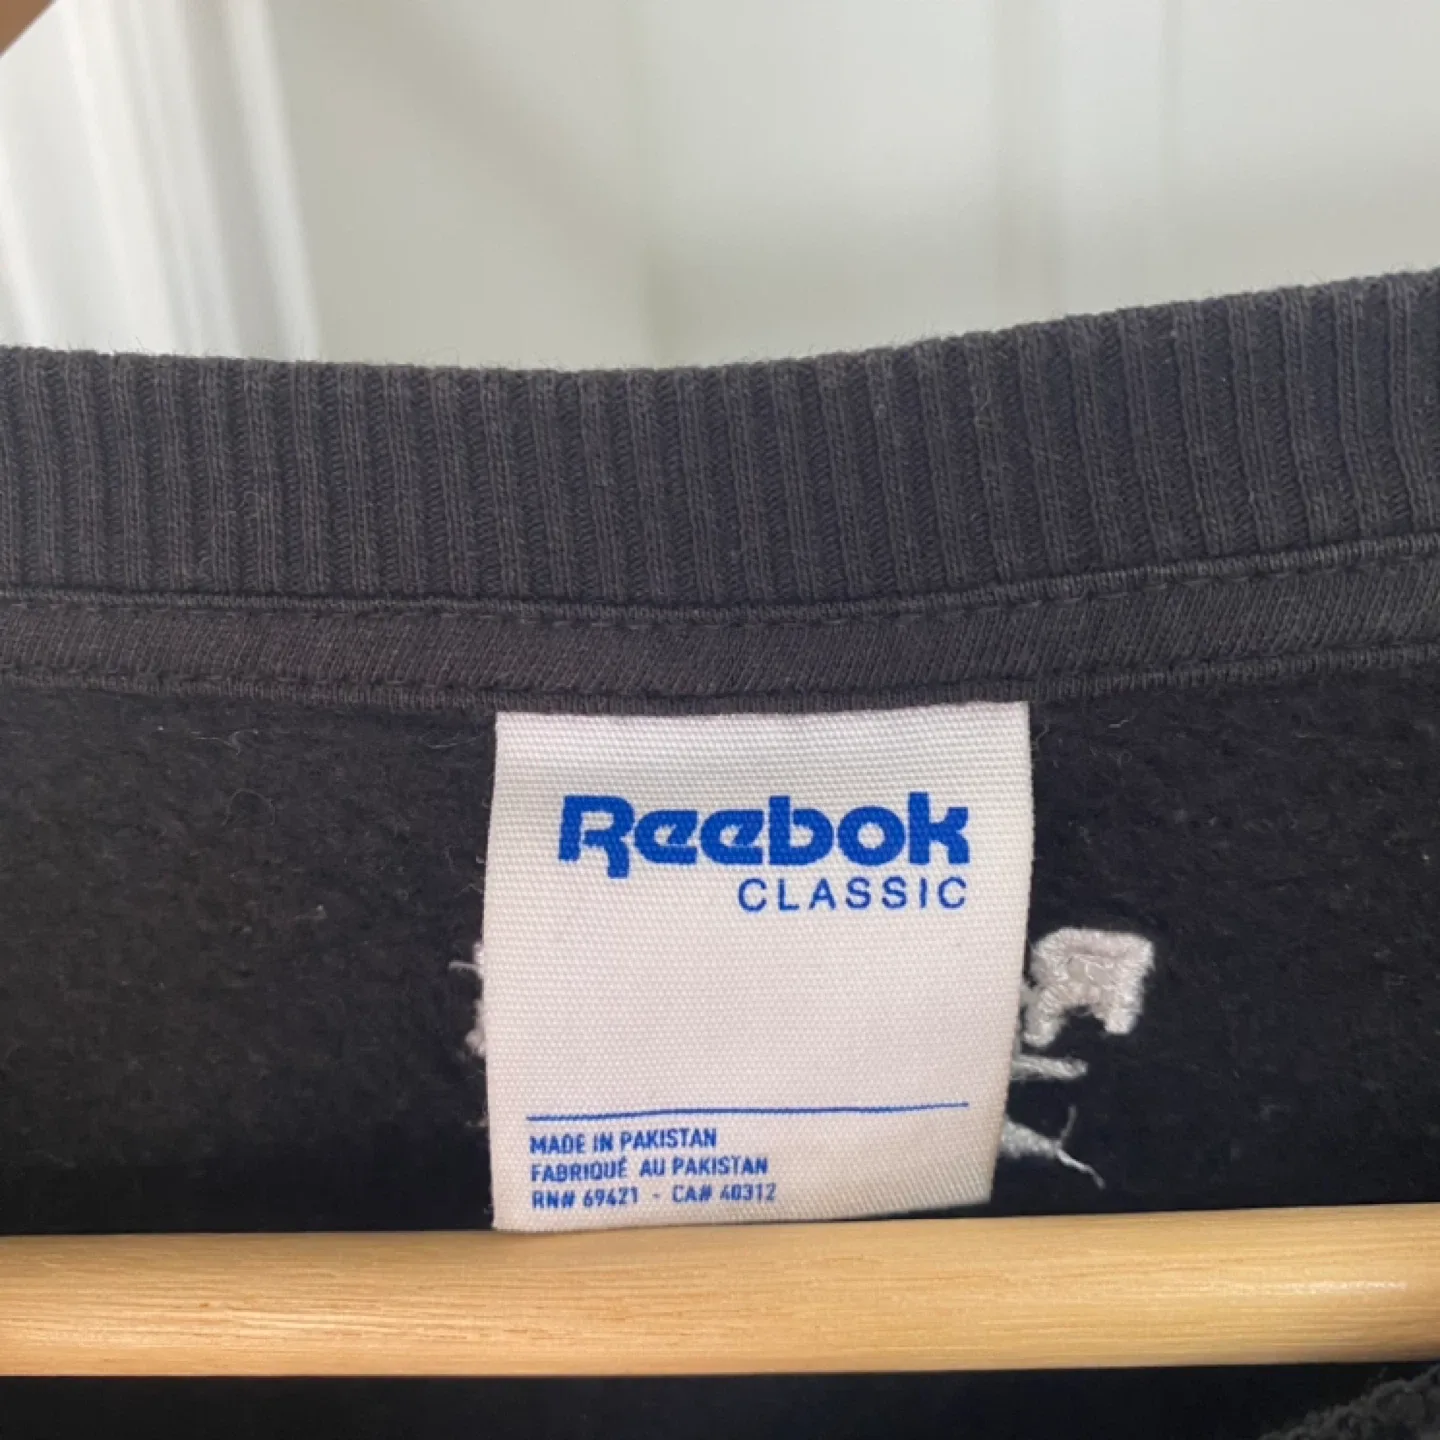 Reebok
CLASSIC
MADE IN PAKISTAN
FABRIQUÉ AU PAKISTAN
RN# 69421 - CA# 40312